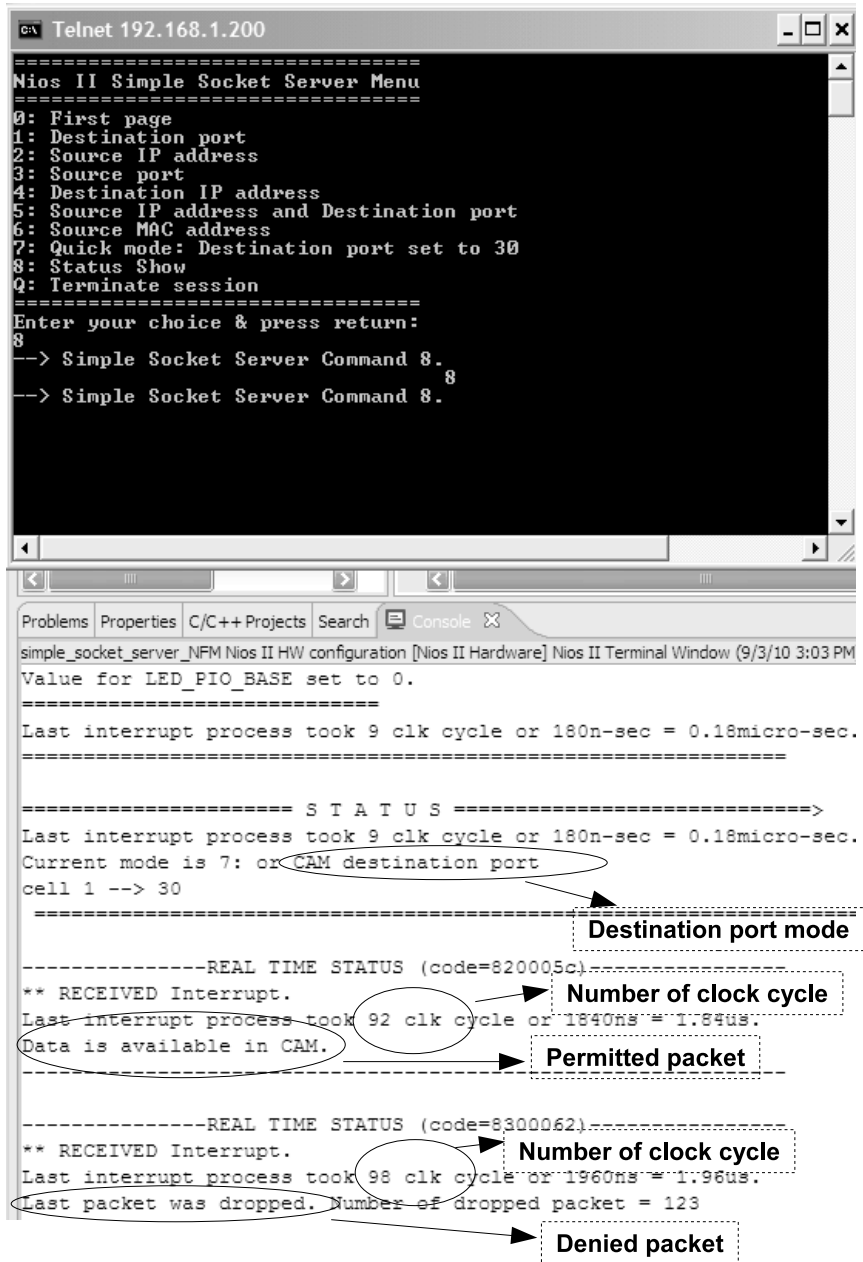 Telnet 192.168.1.200
==================================
Nios II Simple Socket Server Menu
==================================
0: First page
1: Destination port
2: Source IP address
3: Source port
4: Destination IP address
5: Source IP address and Destination port
6: Source MAC address
7: Quick mode: Destination port set to 30
8: Status Show
Q: Terminate session
==================================
Enter your choice & press return:
8
--> Simple Socket Server Command 8.
8
--> Simple Socket Server Command 8.
Problems Properties C/C++ Projects Search Console
simple_socket_server_NFM Nios II HW configuration [Nios II Hardware] Nios II Terminal Window (9/3/10 3:03 PM
Value for LED_PIO_BASE set to 0.
=============================
Last interrupt process took 9 clk cycle or 180n-sec = 0.18micro-sec.
==============================================================
====================== S T A T U S =============================>
Last interrupt process took 9 clk cycle or 180n-sec = 0.18micro-sec.
Current mode is 7: or CAM destination port
cell 1 --> 30
====================================================================
Destination port mode
---------------REAL TIME STATUS (code=820005c)----------------
** RECEIVED Interrupt.
Number of clock cycle
Last interrupt process took 92 clk cycle or 1840ns = 1.84us.
Data is available in CAM.
Permitted packet
--------------------------------------------------------------
---------------REAL TIME STATUS (code=8300062)----------------
** RECEIVED Interrupt.
Number of clock cycle
Last interrupt process took 98 clk cycle or 1960ns = 1.96us.
Last packet was dropped. Number of dropped packet = 123
Denied packet